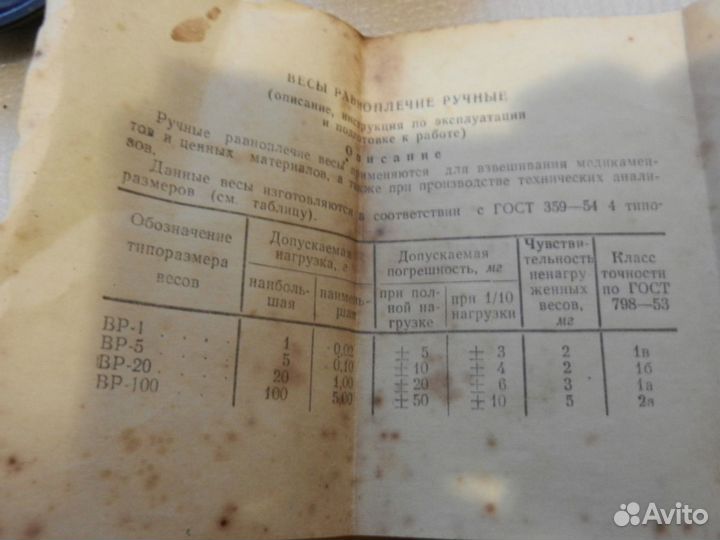 ВЕСЫ РАВНОПЛЕЧИЕ РУЧНЫЕ
(описание, инструкция по эксплуатации
и подготовке к работе)
Описание
Ручные равноплечие весы применяются для взвешивания медикамен-
тов и ценных материалов, а также при производстве технических анали-
зов.
Данные весы изготовляются в соответствии с ГОСТ 359—54 4 типо-
размеров (см. таблицу).
Обозначение типоразмера весов
Допускаемая нагрузка, г
Допускаемая погрешность, мг
Чувстви-тельность ненагру-женных весов, мг
Класс точности по ГОСТ 798—53
наиболь-шая
наимень-шая
при пол-ной на-грузке
при 1/10 нагрузки
ВР-1 1 0,02 ± 5 ± 3 2 1в
ВР-5 5 0,10 ± 10 ± 4 2 1б
ВР-20 20 1,00 ± 20 ± 6 3 1а
ВР-100 100 5,00 ± 50 ± 10 5 2а
Avito